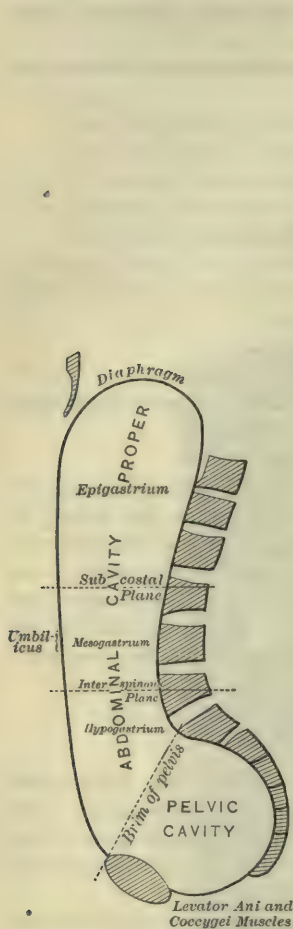 Diaphragm
ABDOMINAL CAVITY PROPER
Epigastrium
Sub costal
Plane
Umbil-
icus
Mesogastrium
Inter spinous
Plane
Hypogastrium
Brim of pelvis
PELVIC
CAVITY
Levator Ani and
Coccygei Muscles